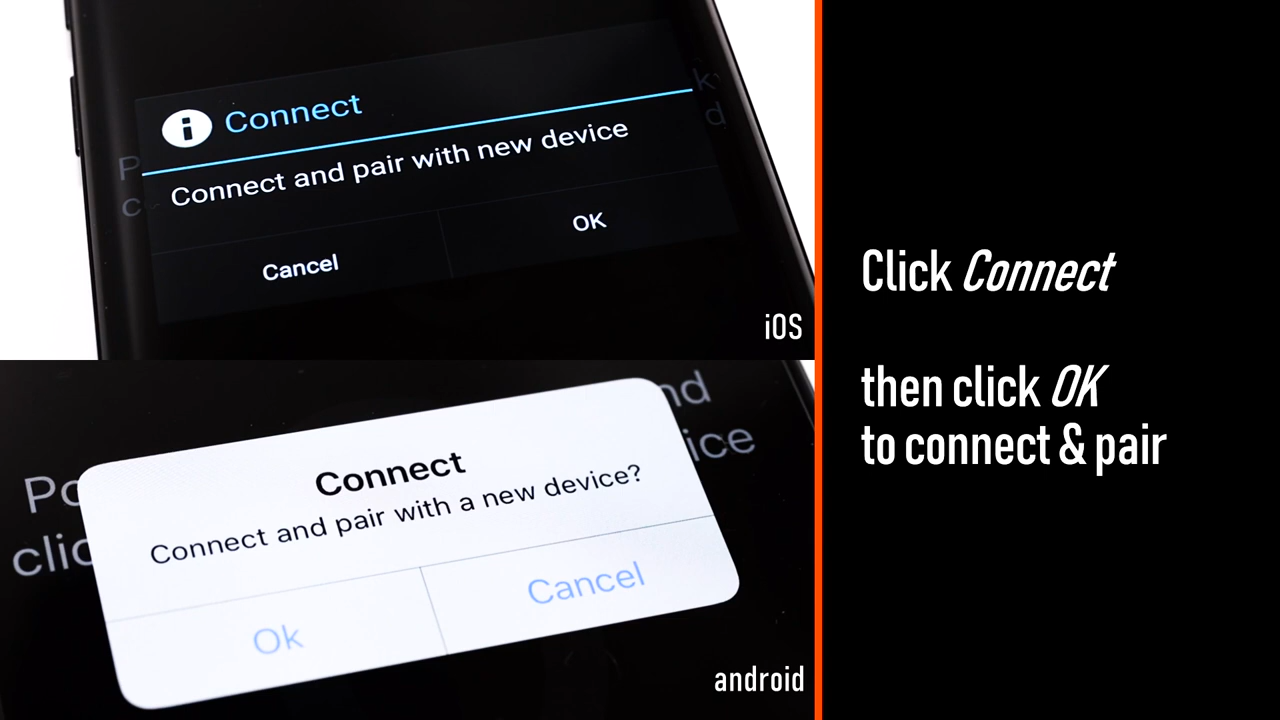 Connect
Connect and pair with new device
Cancel
OK
iOS
Connect
Connect and pair with a new device?
Ok
Cancel
android
Click Connect
then click OK
to connect & pair